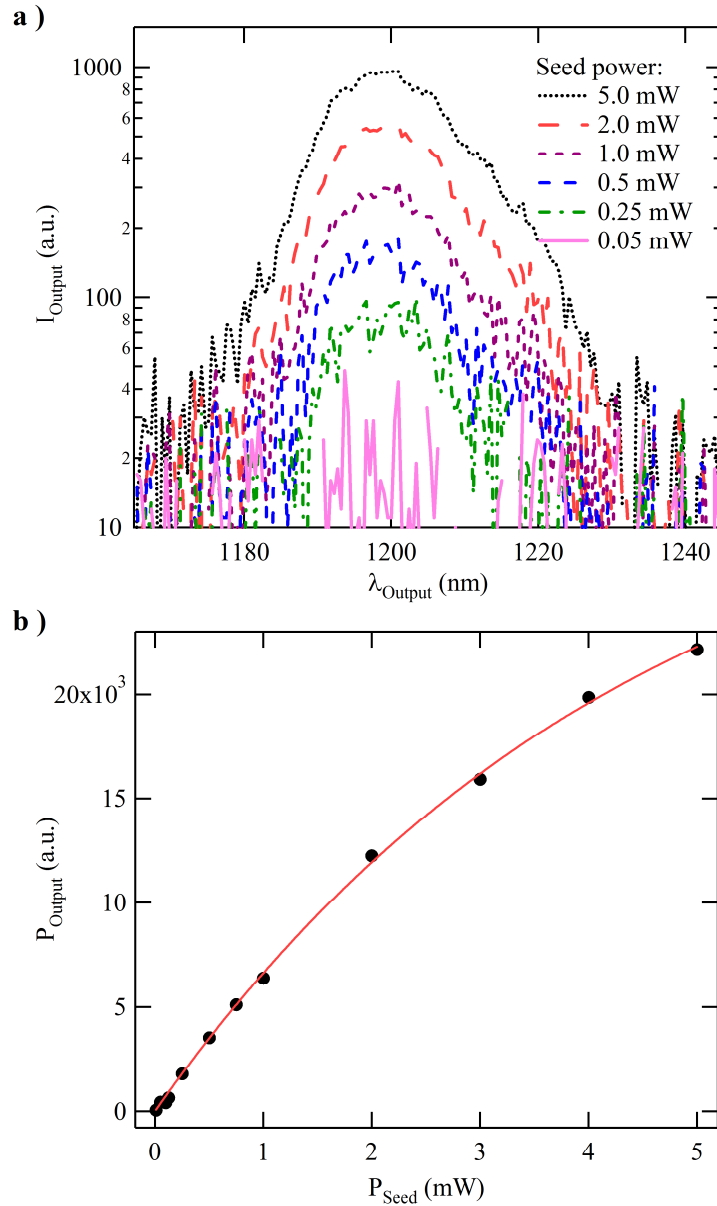 a )
Seed power:
5.0 mW
2.0 mW
1.0 mW
0.5 mW
0.25 mW
0.05 mW
I_Output (a.u.)
1000
8
6
4
2
100
8
6
4
2
10
1180 1200 1220 1240
λ_Output (nm)
b )
P_Output (a.u.)
20x10³
15
10
5
0
0 1 2 3 4 5
P_Seed (mW)